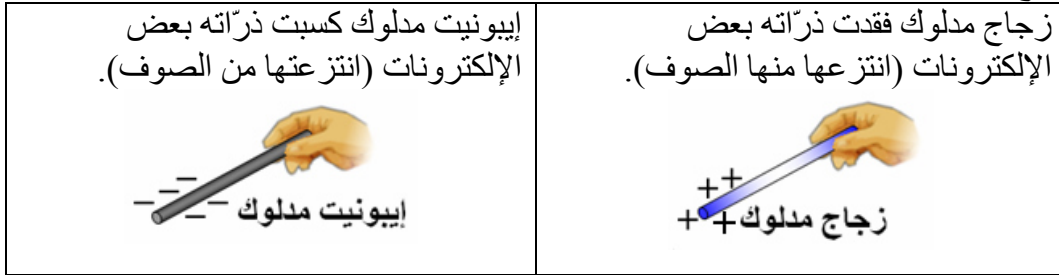 زجاج مدلوك فقدت ذرّاته بعض
الإلكترونات (انتزعها منها الصوف).
++
+ + زجاج مدلوك
إيبونيت مدلوك كسبت ذرّاته بعض
الإلكترونات (انتزعتها من الصوف).
– – –
– – – إيبونيت مدلوك